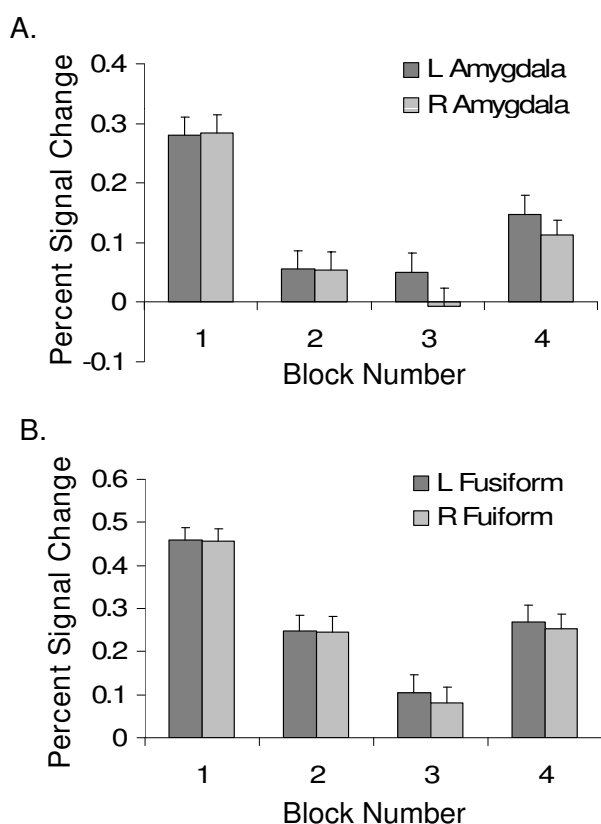 A.
Percent Signal Change
0.4
0.3
0.2
0.1
0
-0.1
L Amygdala
R Amygdala
1 2 3 4
Block Number
B.
Percent Signal Change
0.6
0.5
0.4
0.3
0.2
0.1
0
L Fusiform
R Fuiform
1 2 3 4
Block Number